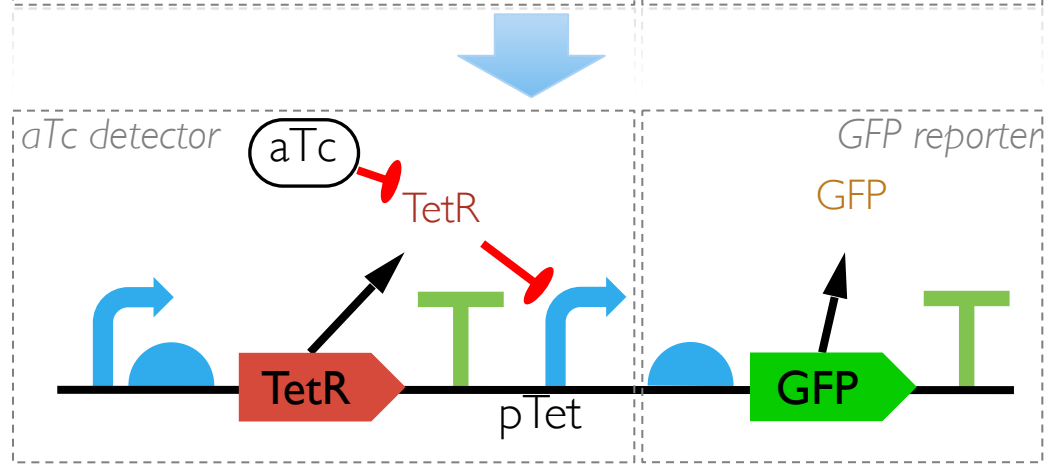 aTc detector
aTc
GFP reporter
TetR
GFP
TetR
GFP
pTet